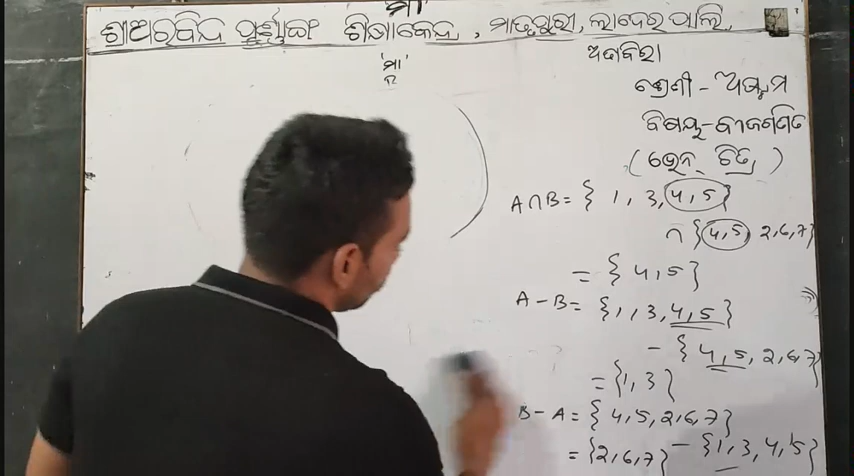 ମା
ଶ୍ରୀଅରବିନ୍ଦ ପୂର୍ଣ୍ଣାଙ୍ଗ ଶିକ୍ଷାକେନ୍ଦ୍ର, ମାତୃପୁରୀ, ଲାଦେରପାଲି,
ଅତାବିରା
'ମା'
ଶ୍ରେଣୀ - ଅଷ୍ଟମ
ବିଷୟ - ବୀଜଗଣିତ
(ଭେନ୍ ଚିତ୍ର)
A∩B = { 1, 3, 4, 5}
∩ {4, 5, 2, 6, 7}
= {4, 5}
A - B = {1, 3, 4, 5}
- {4, 5, 2, 6, 7}
= {1, 3}
B - A = {4, 5, 2, 6, 7}
= {2, 6, 7} - {1, 3, 4, 5}